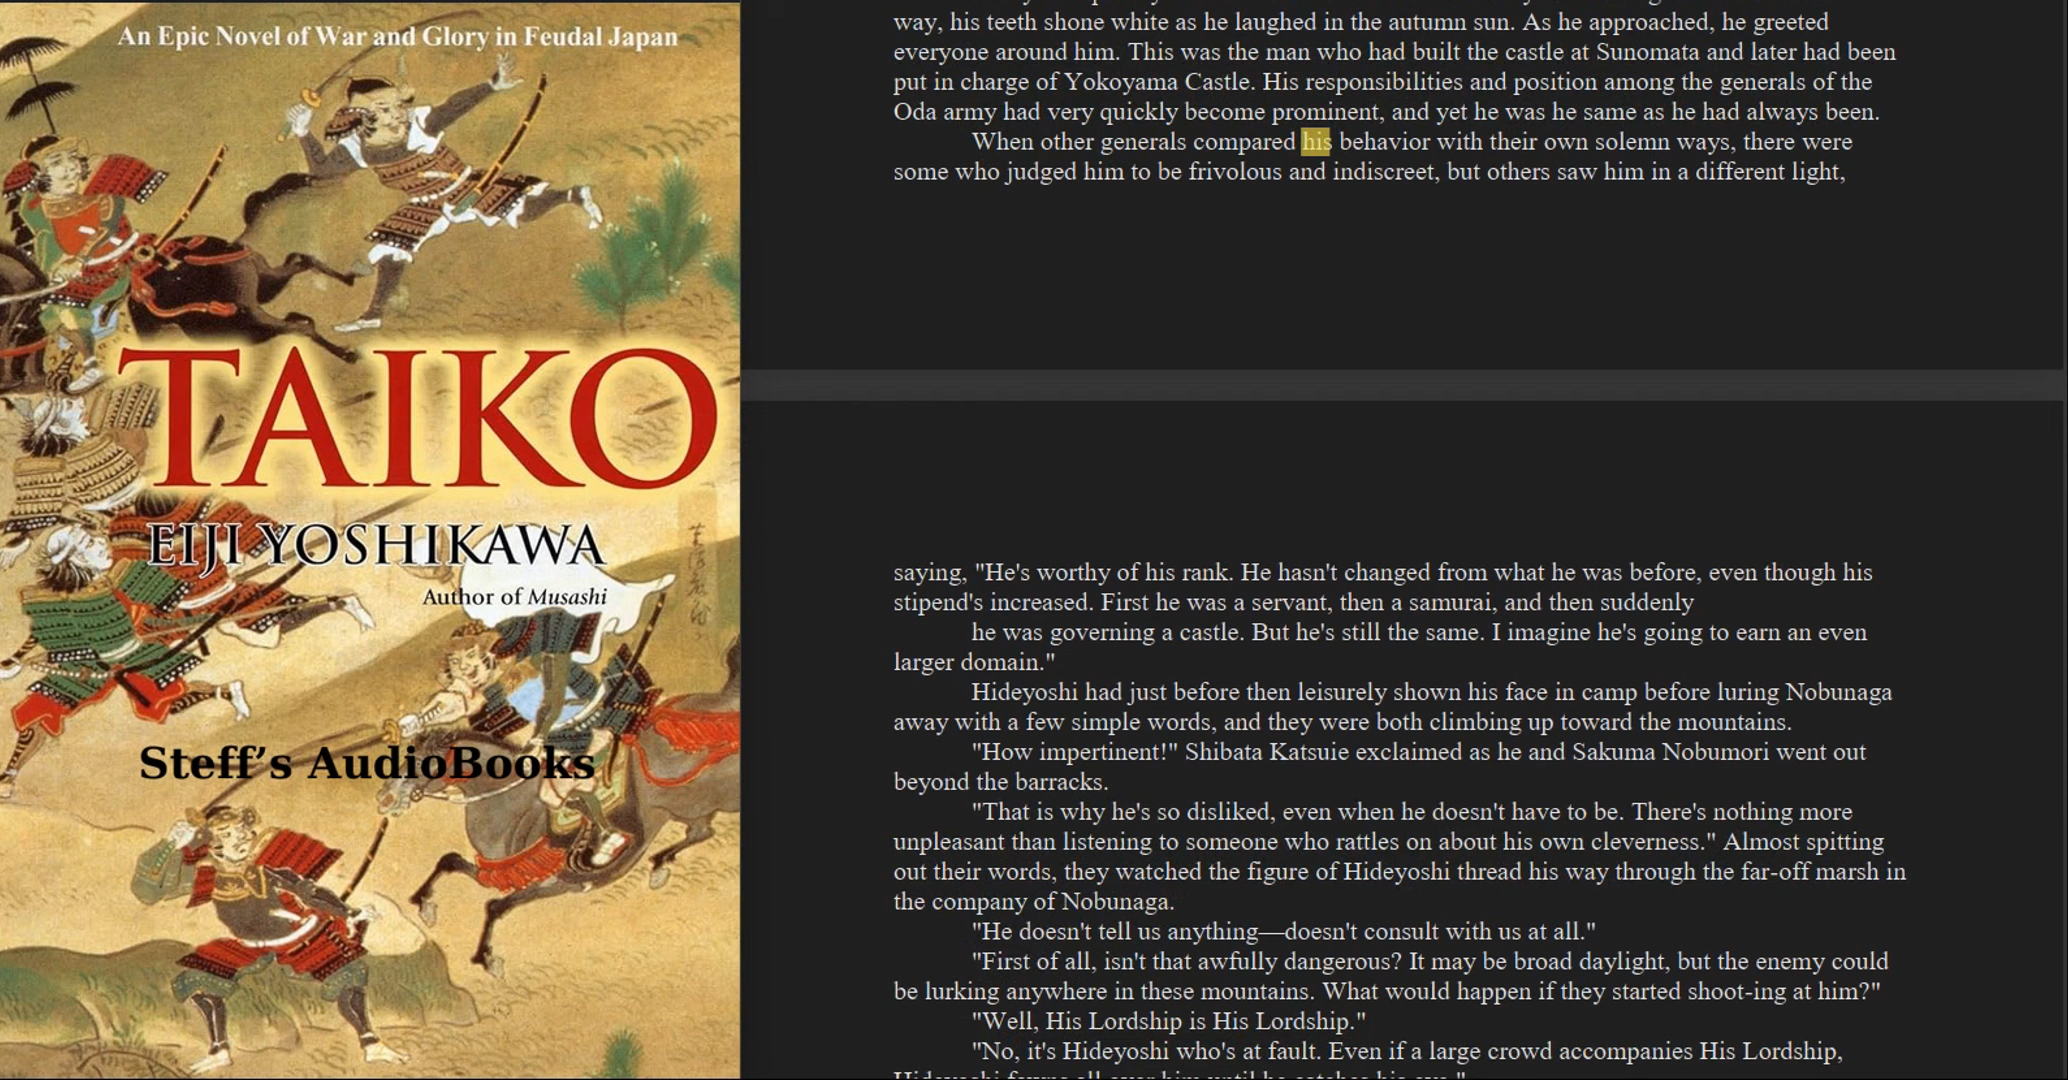 An Epic Novel of War and Glory in Feudal Japan
TAIKO
EIJI YOSHIKAWA
Author of Musashi
Steff's AudioBooks
way, his teeth shone white as he laughed in the autumn sun. As he approached, he greeted
everyone around him. This was the man who had built the castle at Sunomata and later had been
put in charge of Yokoyama Castle. His responsibilities and position among the generals of the
Oda army had very quickly become prominent, and yet he was he same as he had always been.
When other generals compared his behavior with their own solemn ways, there were
some who judged him to be frivolous and indiscreet, but others saw him in a different light,
saying, "He's worthy of his rank. He hasn't changed from what he was before, even though his
stipend's increased. First he was a servant, then a samurai, and then suddenly
he was governing a castle. But he's still the same. I imagine he's going to earn an even
larger domain."
Hideyoshi had just before then leisurely shown his face in camp before luring Nobunaga
away with a few simple words, and they were both climbing up toward the mountains.
"How impertinent!" Shibata Katsuie exclaimed as he and Sakuma Nobumori went out
beyond the barracks.
"That is why he's so disliked, even when he doesn't have to be. There's nothing more
unpleasant than listening to someone who rattles on about his own cleverness." Almost spitting
out their words, they watched the figure of Hideyoshi thread his way through the far-off marsh in
the company of Nobunaga.
"He doesn't tell us anything—doesn't consult with us at all."
"First of all, isn't that awfully dangerous? It may be broad daylight, but the enemy could
be lurking anywhere in these mountains. What would happen if they started shoot-ing at him?"
"Well, His Lordship is His Lordship."
"No, it's Hideyoshi who's at fault. Even if a large crowd accompanies His Lordship,